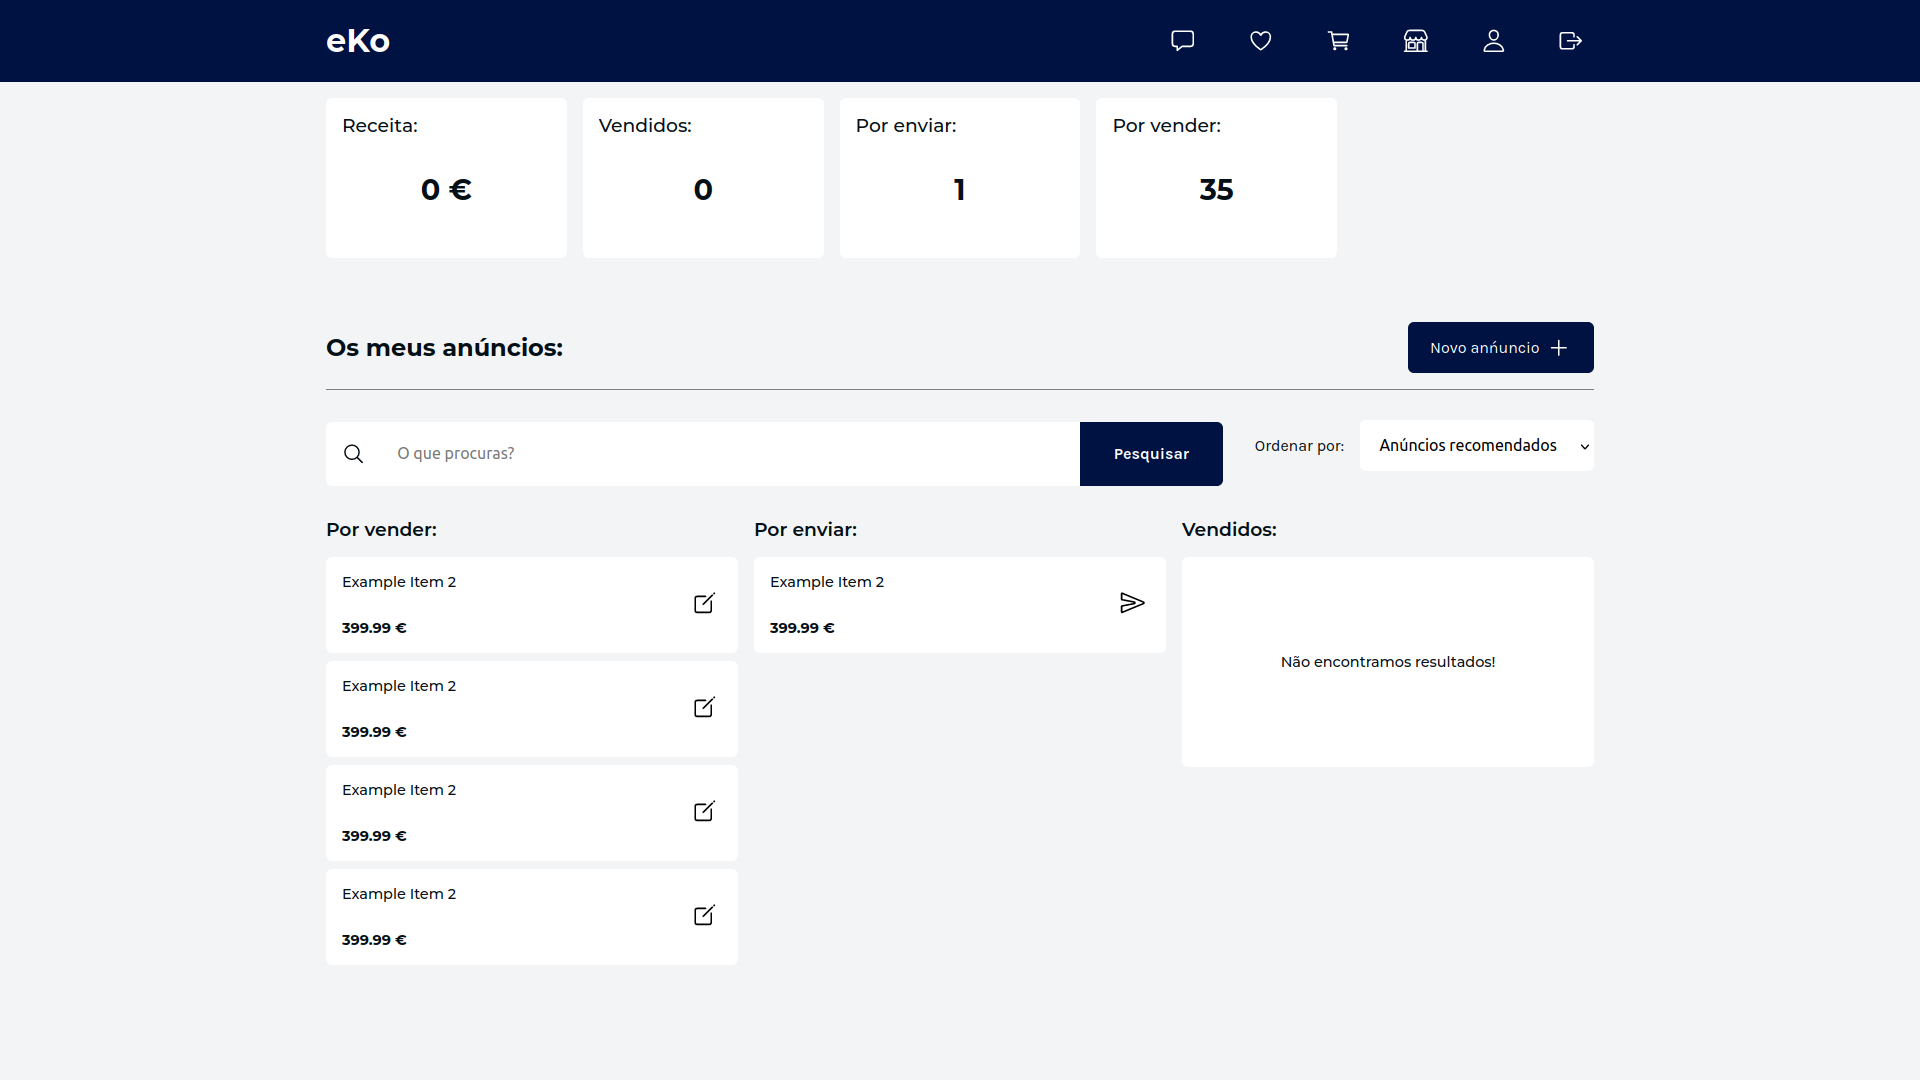 eKo
Receita:
0 €
Vendidos:
0
Por enviar:
1
Por vender:
35
Os meus anúncios:
Novo anńuncio
O que procuras?
Pesquisar
Ordenar por:
Anúncios recomendados
Por vender:
Example Item 2
399.99 €
Example Item 2
399.99 €
Example Item 2
399.99 €
Example Item 2
399.99 €
Por enviar:
Example Item 2
399.99 €
Vendidos:
Não encontramos resultados!